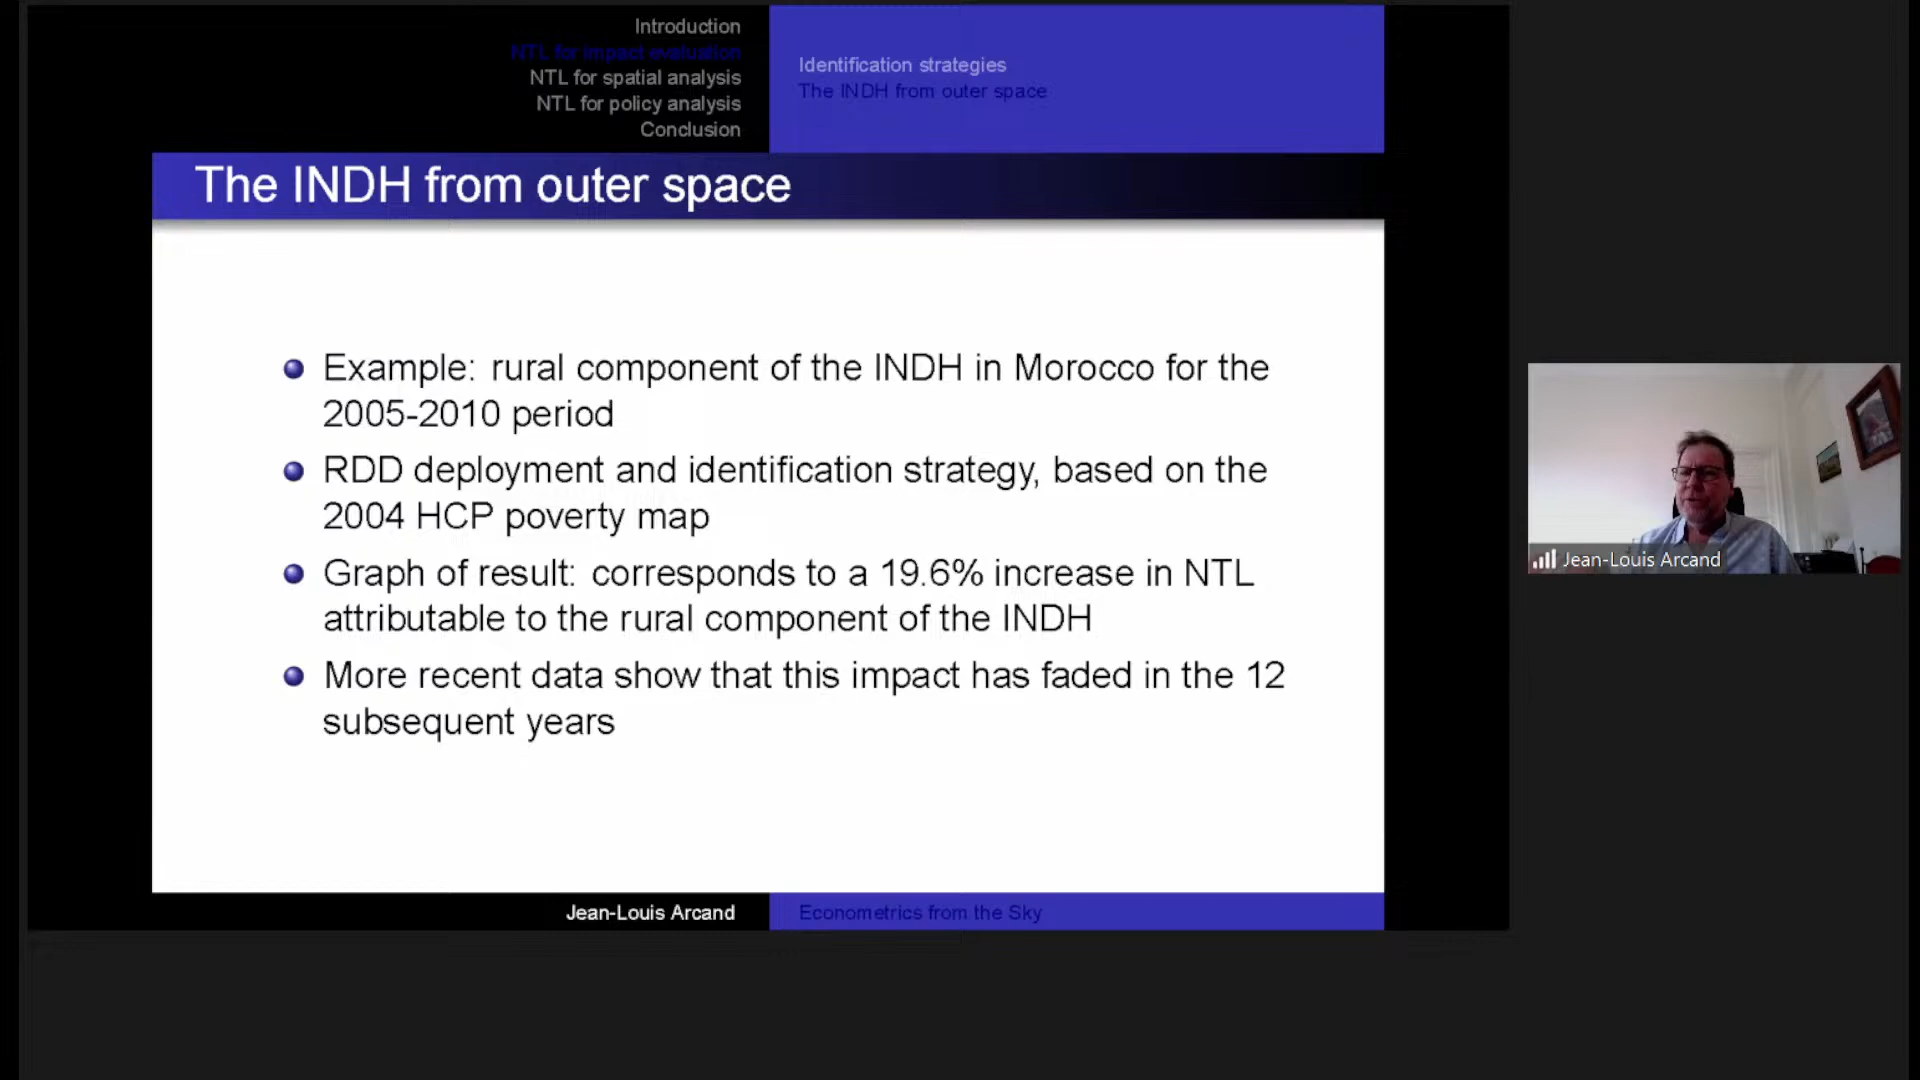 Introduction
NTL for impact evaluation
NTL for spatial analysis
NTL for policy analysis
Conclusion
Identification strategies
The INDH from outer space
The INDH from outer space
Example: rural component of the INDH in Morocco for the
2005-2010 period
RDD deployment and identification strategy, based on the
2004 HCP poverty map
Graph of result: corresponds to a 19.6% increase in NTL
attributable to the rural component of the INDH
More recent data show that this impact has faded in the 12
subsequent years
Jean-Louis Arcand
Econometrics from the Sky
Jean-Louis Arcand